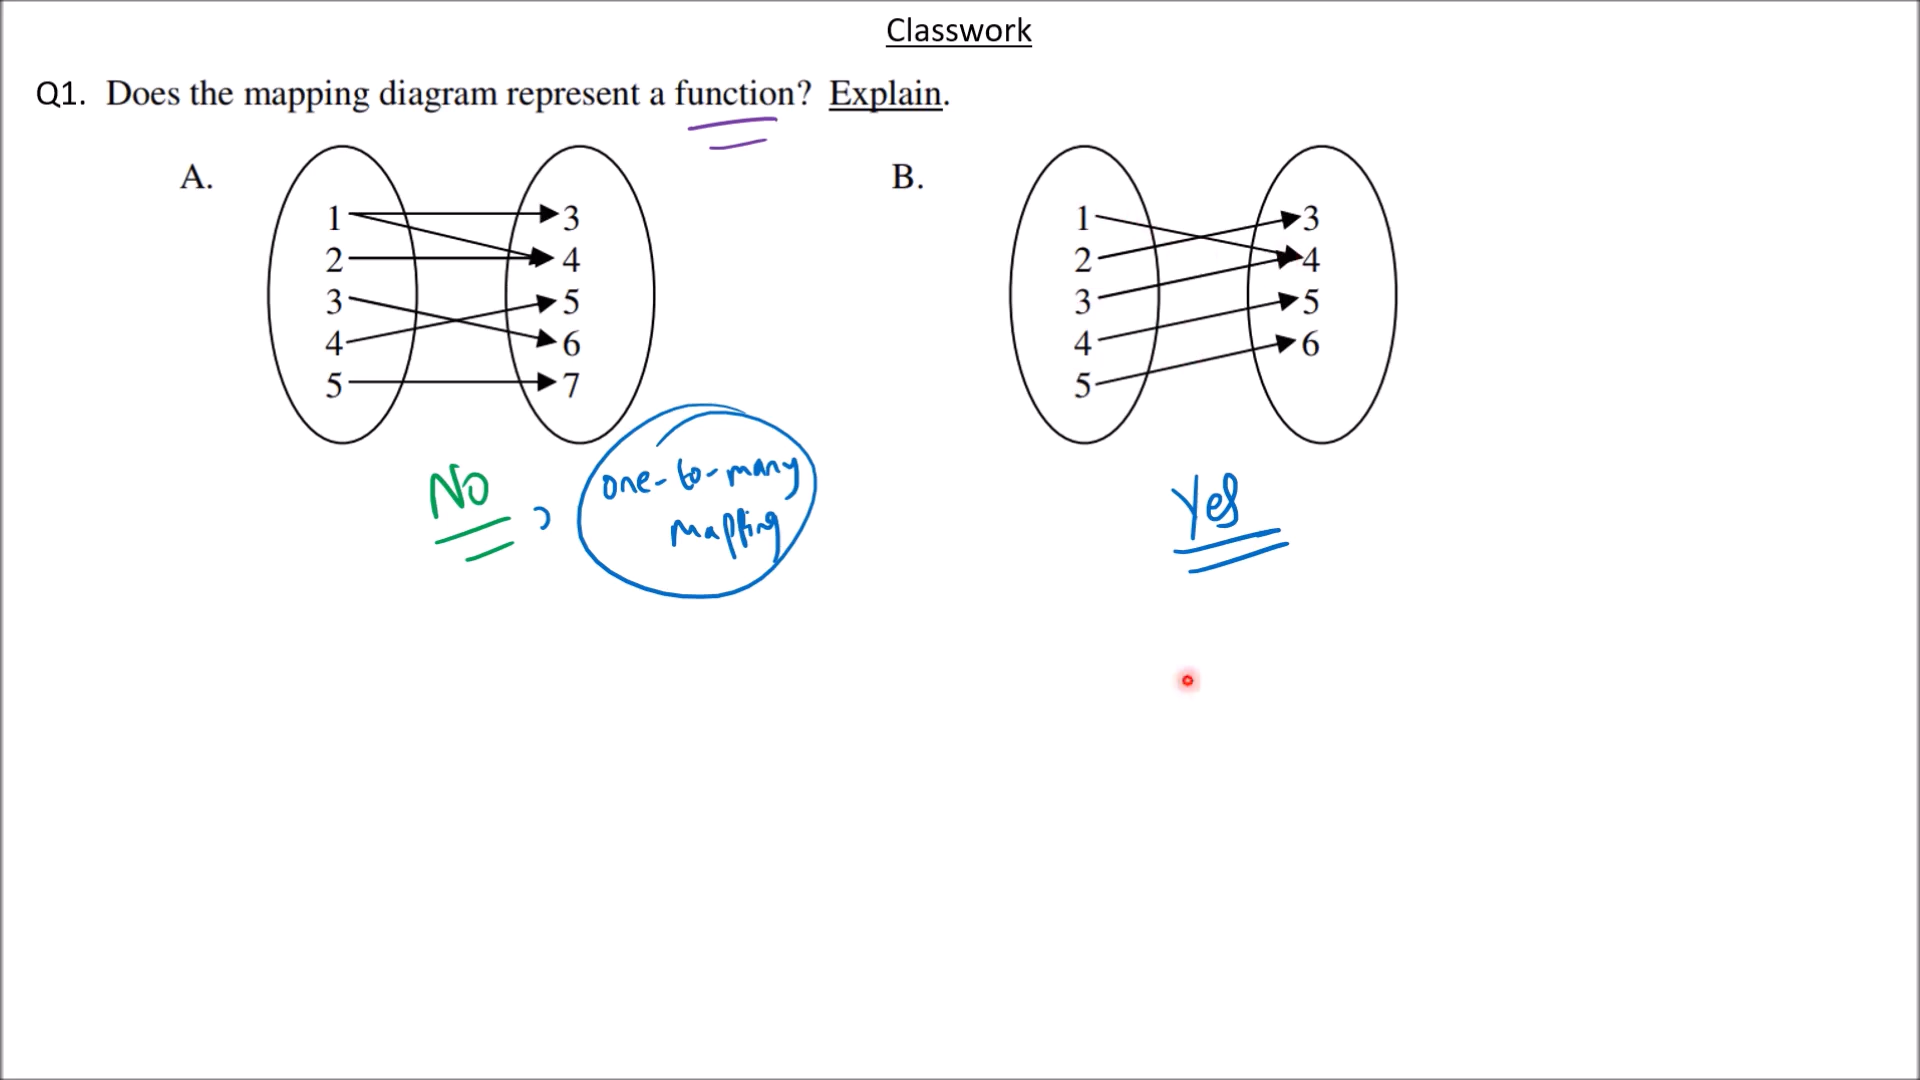 Classwork
Q1. Does the mapping diagram represent a function? Explain.
A.
1 3
2 4
3 5
4 6
5 7
B.
1 3
2 4
3 5
4 6
5
No , one-to-many
mapping
Yes